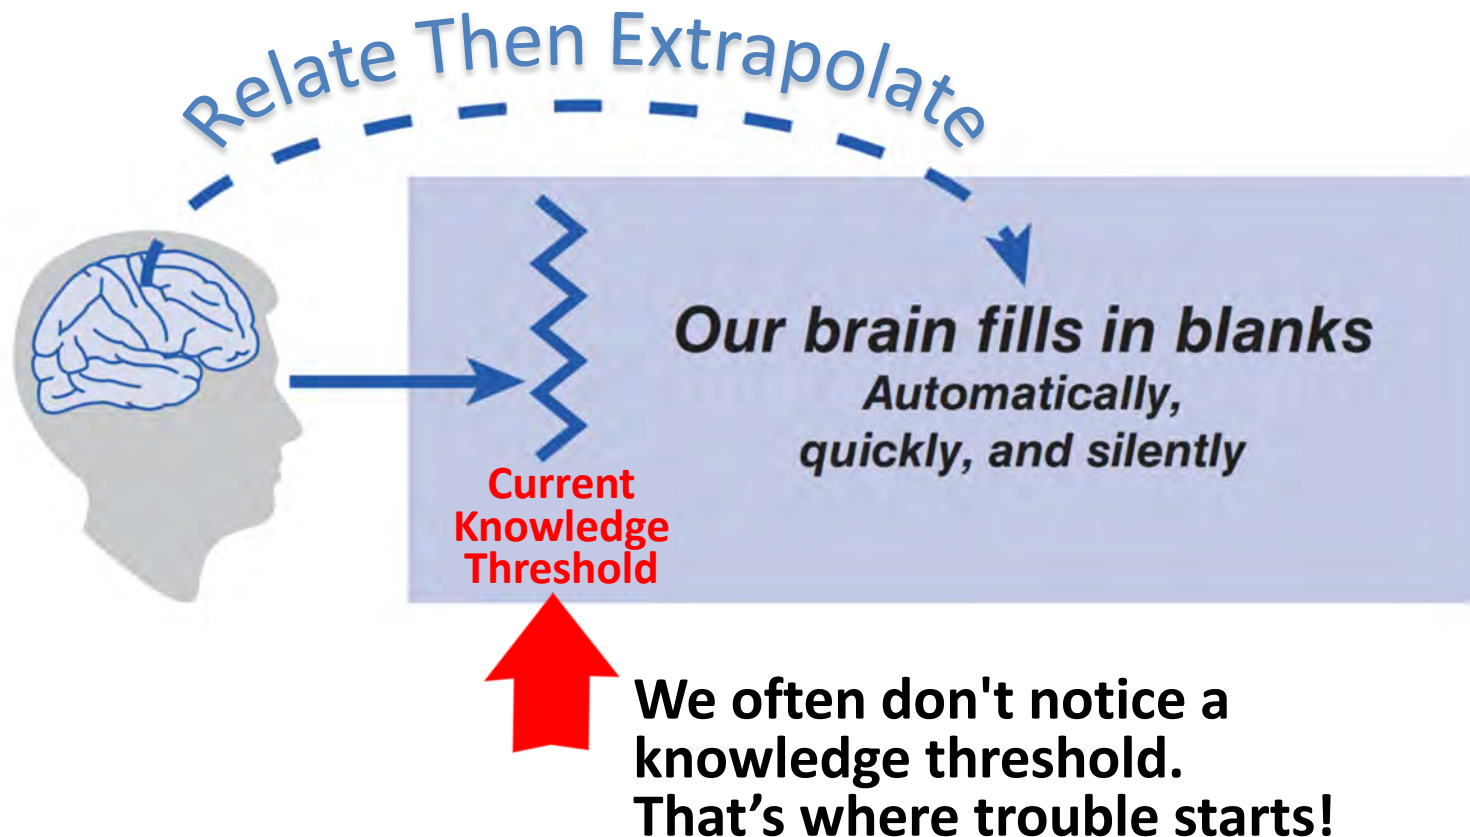 Relate Then Extrapolate
Our brain fills in blanks
Automatically,
quickly, and silently
Current
Knowledge
Threshold
We often don't notice a
knowledge threshold.
That’s where trouble starts!